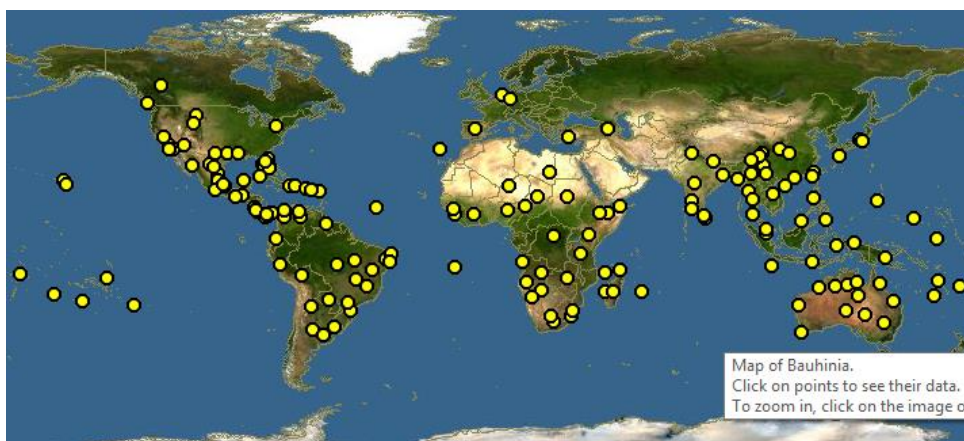 Map of Bauhinia.
Click on points to see their data.
To zoom in, click on the image o